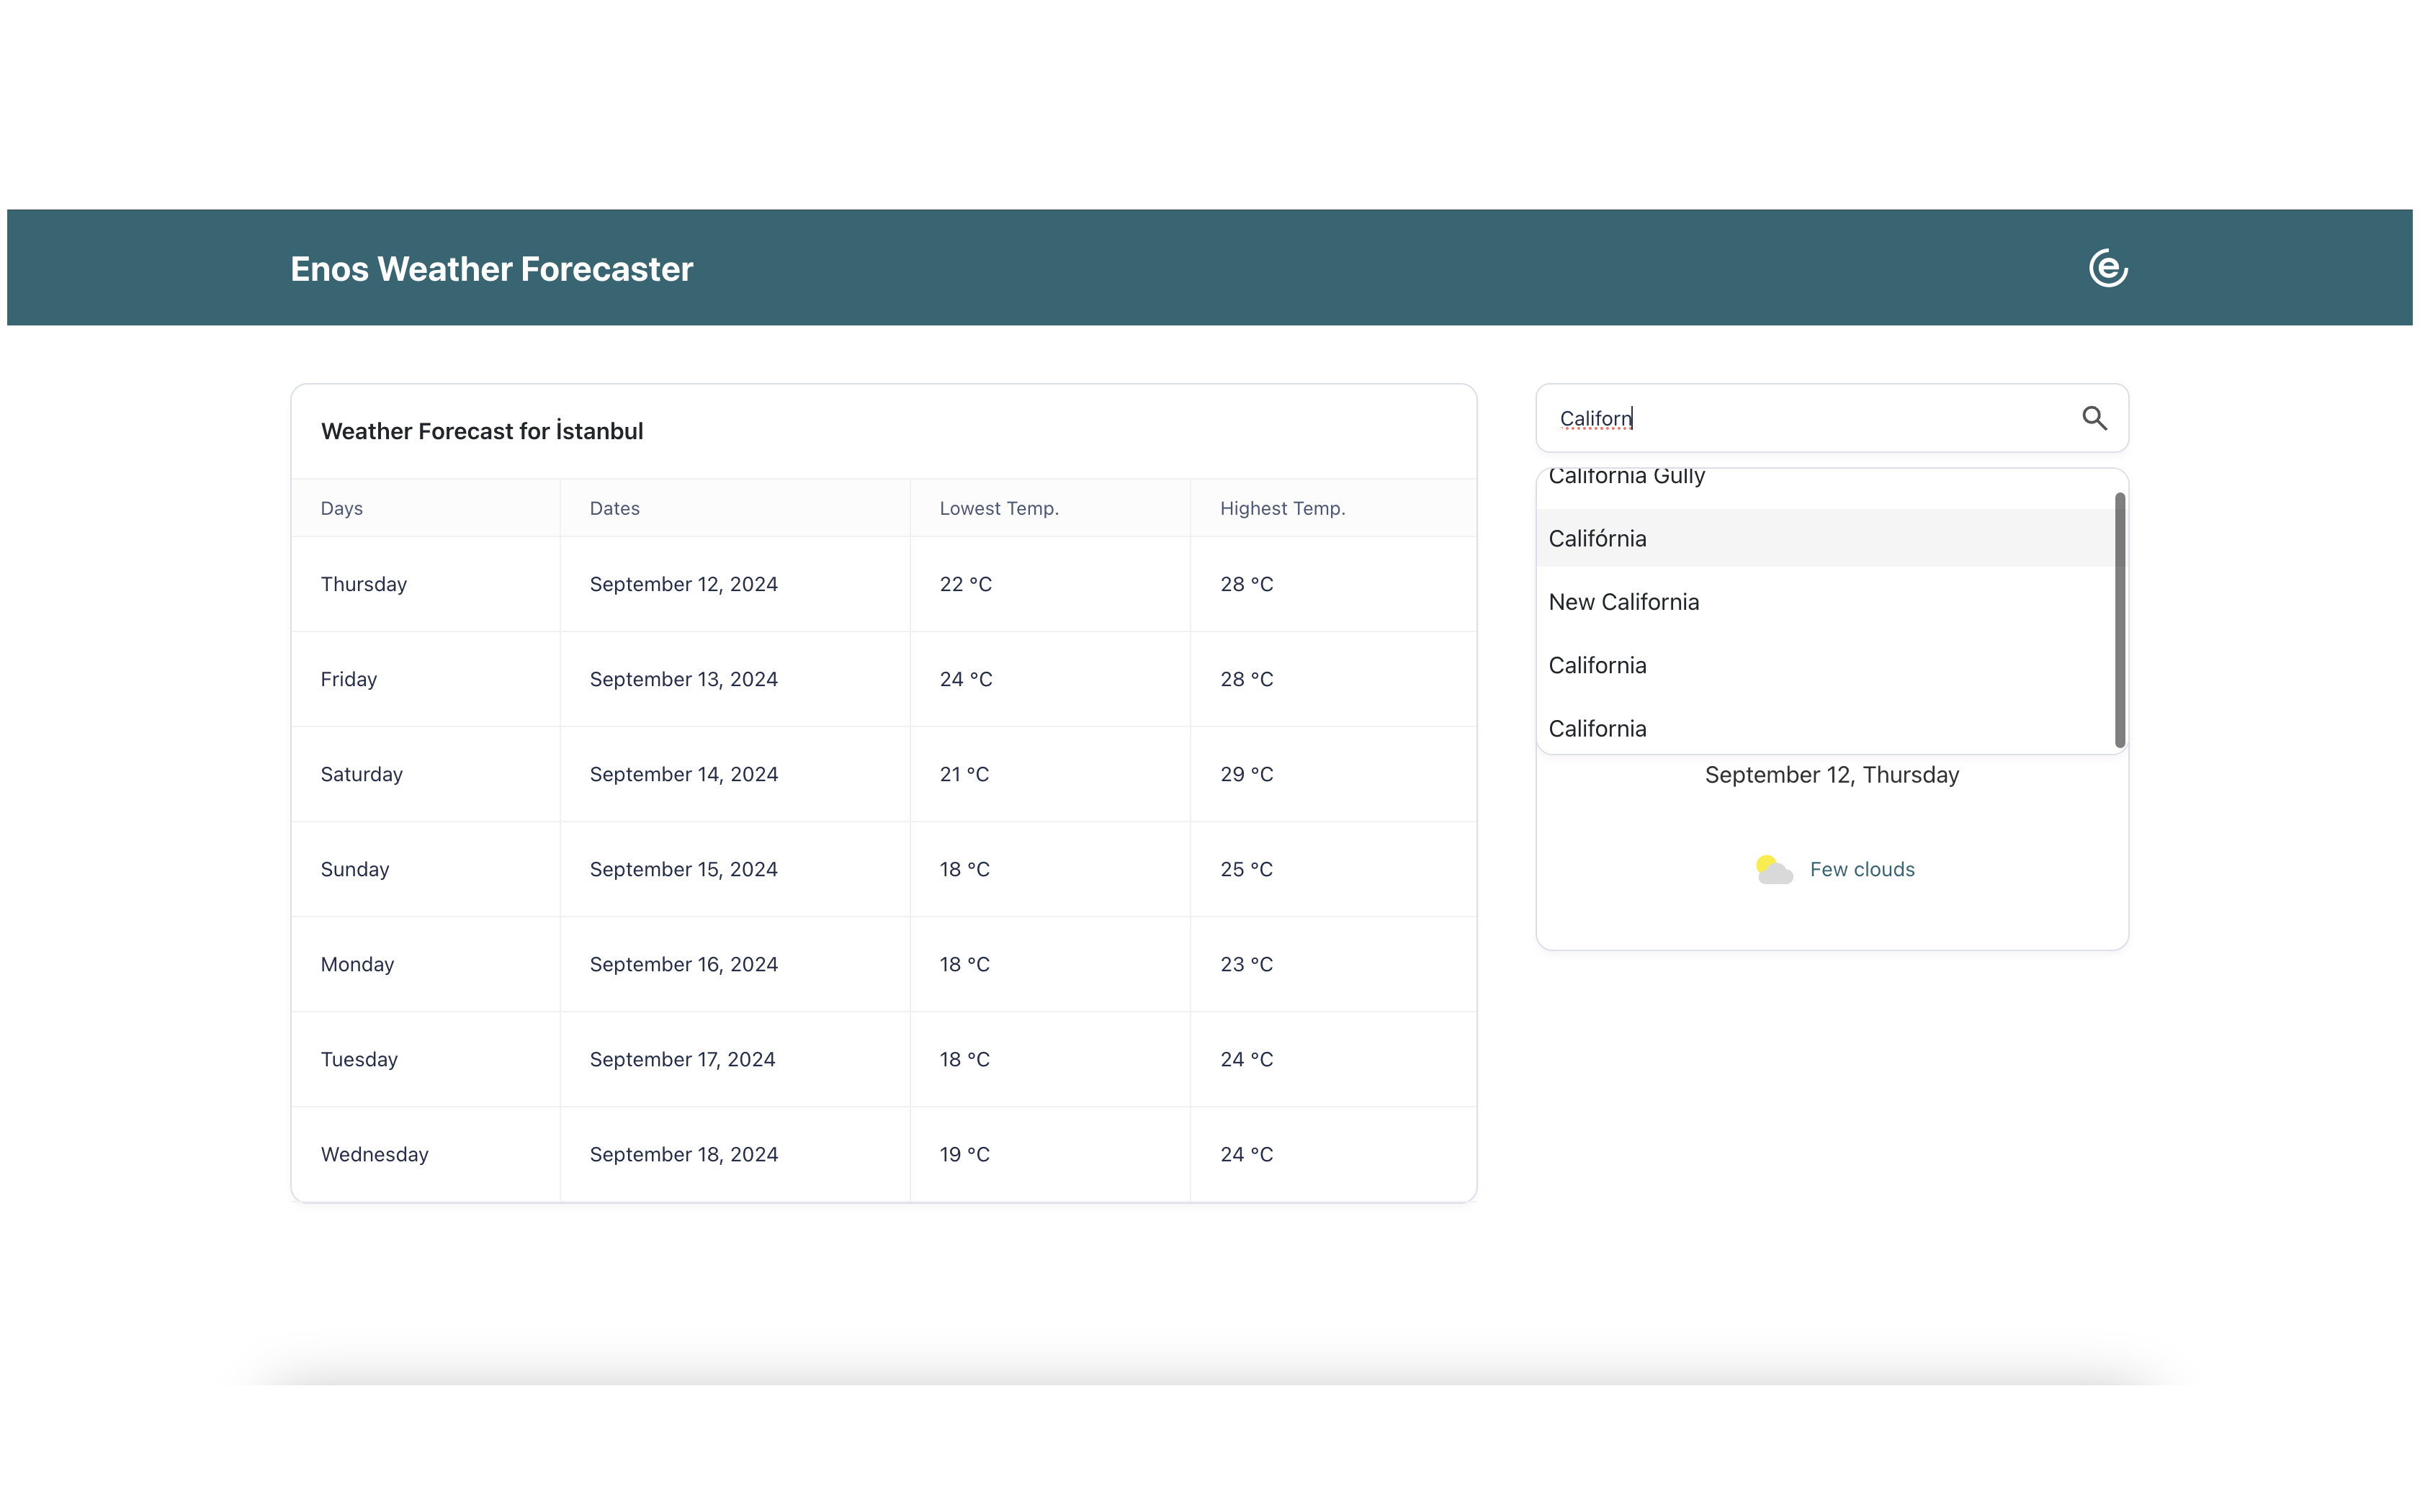 Enos Weather Forecaster
e
Weather Forecast for İstanbul
Days Dates Lowest Temp. Highest Temp.
Thursday September 12, 2024 22 °C 28 °C
Friday September 13, 2024 24 °C 28 °C
Saturday September 14, 2024 21 °C 29 °C
Sunday September 15, 2024 18 °C 25 °C
Monday September 16, 2024 18 °C 23 °C
Tuesday September 17, 2024 18 °C 24 °C
Wednesday September 18, 2024 19 °C 24 °C
Californ
California Gully
Califórnia
New California
California
California
September 12, Thursday
Few clouds